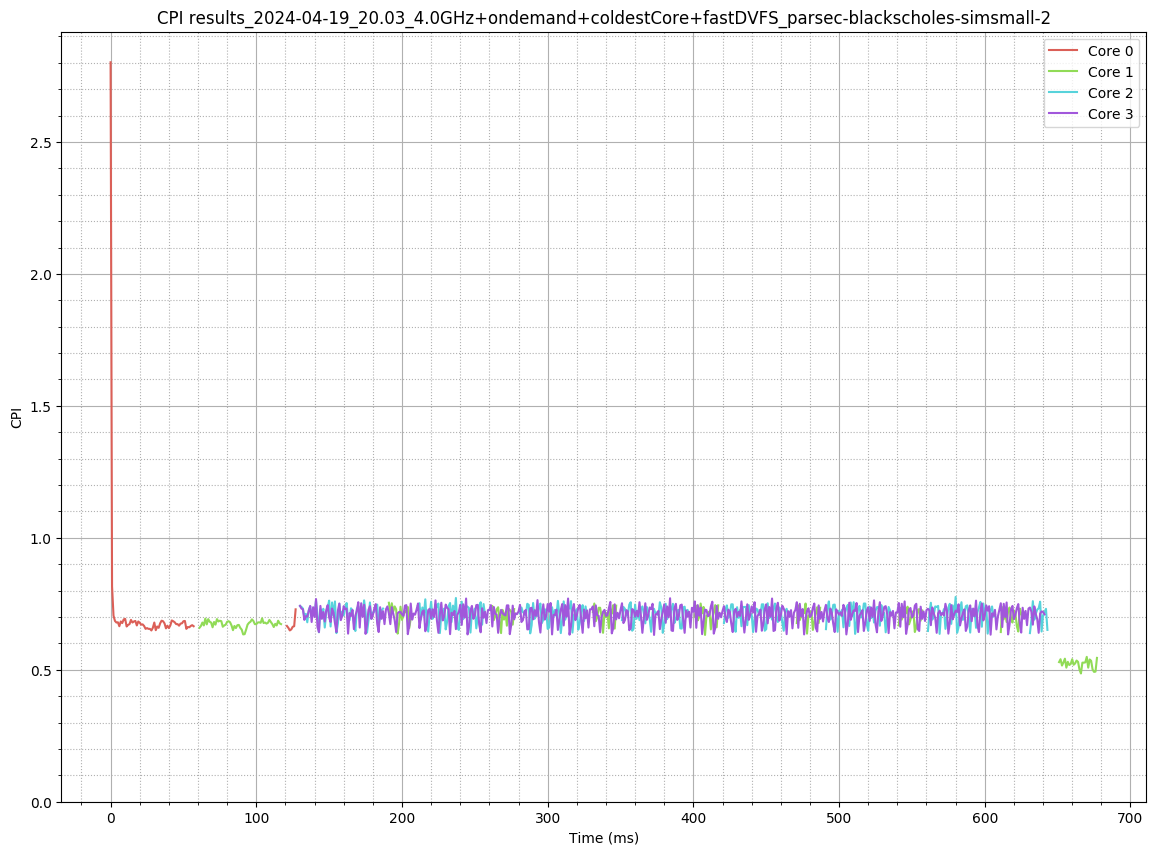 CPI results_2024-04-19_20.03_4.0GHz+ondemand+coldestCore+fastDVFS_parsec-blackscholes-simsmall-2
Core 0
Core 1
Core 2
Core 3
2.5
2.0
1.5
1.0
0.5
0.0
CPI
0 100 200 300 400 500 600 700
Time (ms)